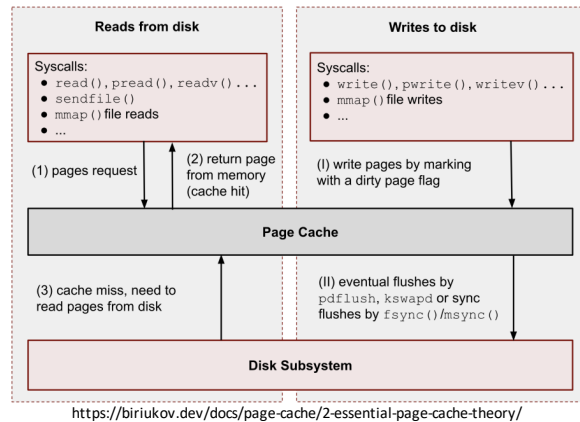 Reads from disk
Syscalls:
● read(), pread(), readv()...
● sendfile()
● mmap() file reads
● ...
(1) pages request
(2) return page
from memory
(cache hit)
Writes to disk
Syscalls:
● write(), pwrite(), writev()...
● mmap() file writes
● ...
(I) write pages by marking
with a dirty page flag
Page Cache
(3) cache miss, need to
read pages from disk
(II) eventual flushes by
pdflush, kswapd or sync
flushes by fsync()/msync()
Disk Subsystem
https://biriukov.dev/docs/page-cache/2-essential-page-cache-theory/